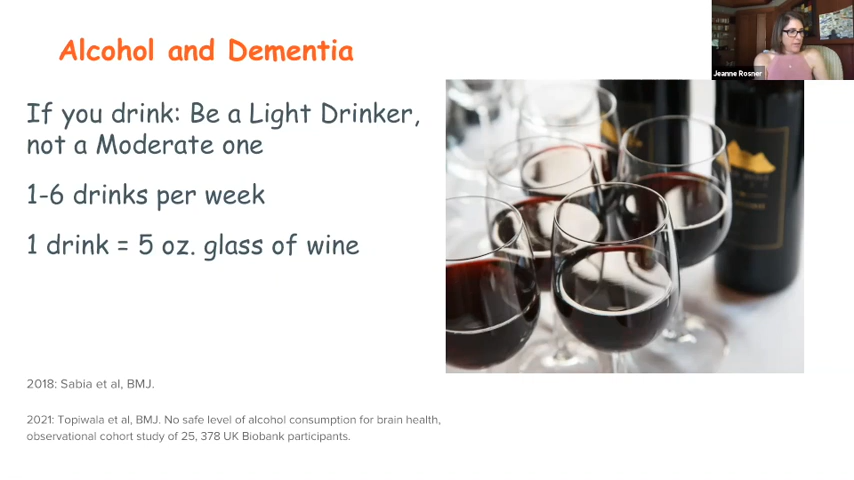 Alcohol and Dementia
Jeanne Rosner
If you drink: Be a Light Drinker,
not a Moderate one
1-6 drinks per week
1 drink = 5 oz. glass of wine
2018: Sabia et al, BMJ.
2021: Topiwala et al, BMJ. No safe level of alcohol consumption for brain health,
observational cohort study of 25, 378 UK Biobank participants.